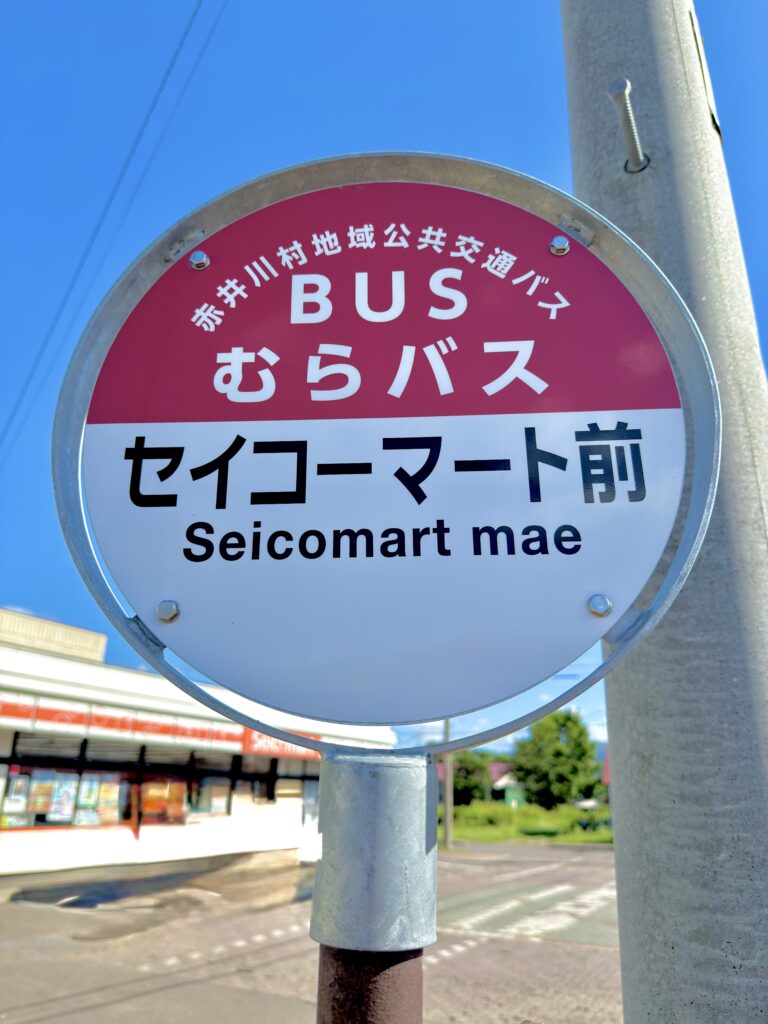 赤井川村地域公共交通バス
BUS
むらバス
セイコーマート前
Seicomart mae